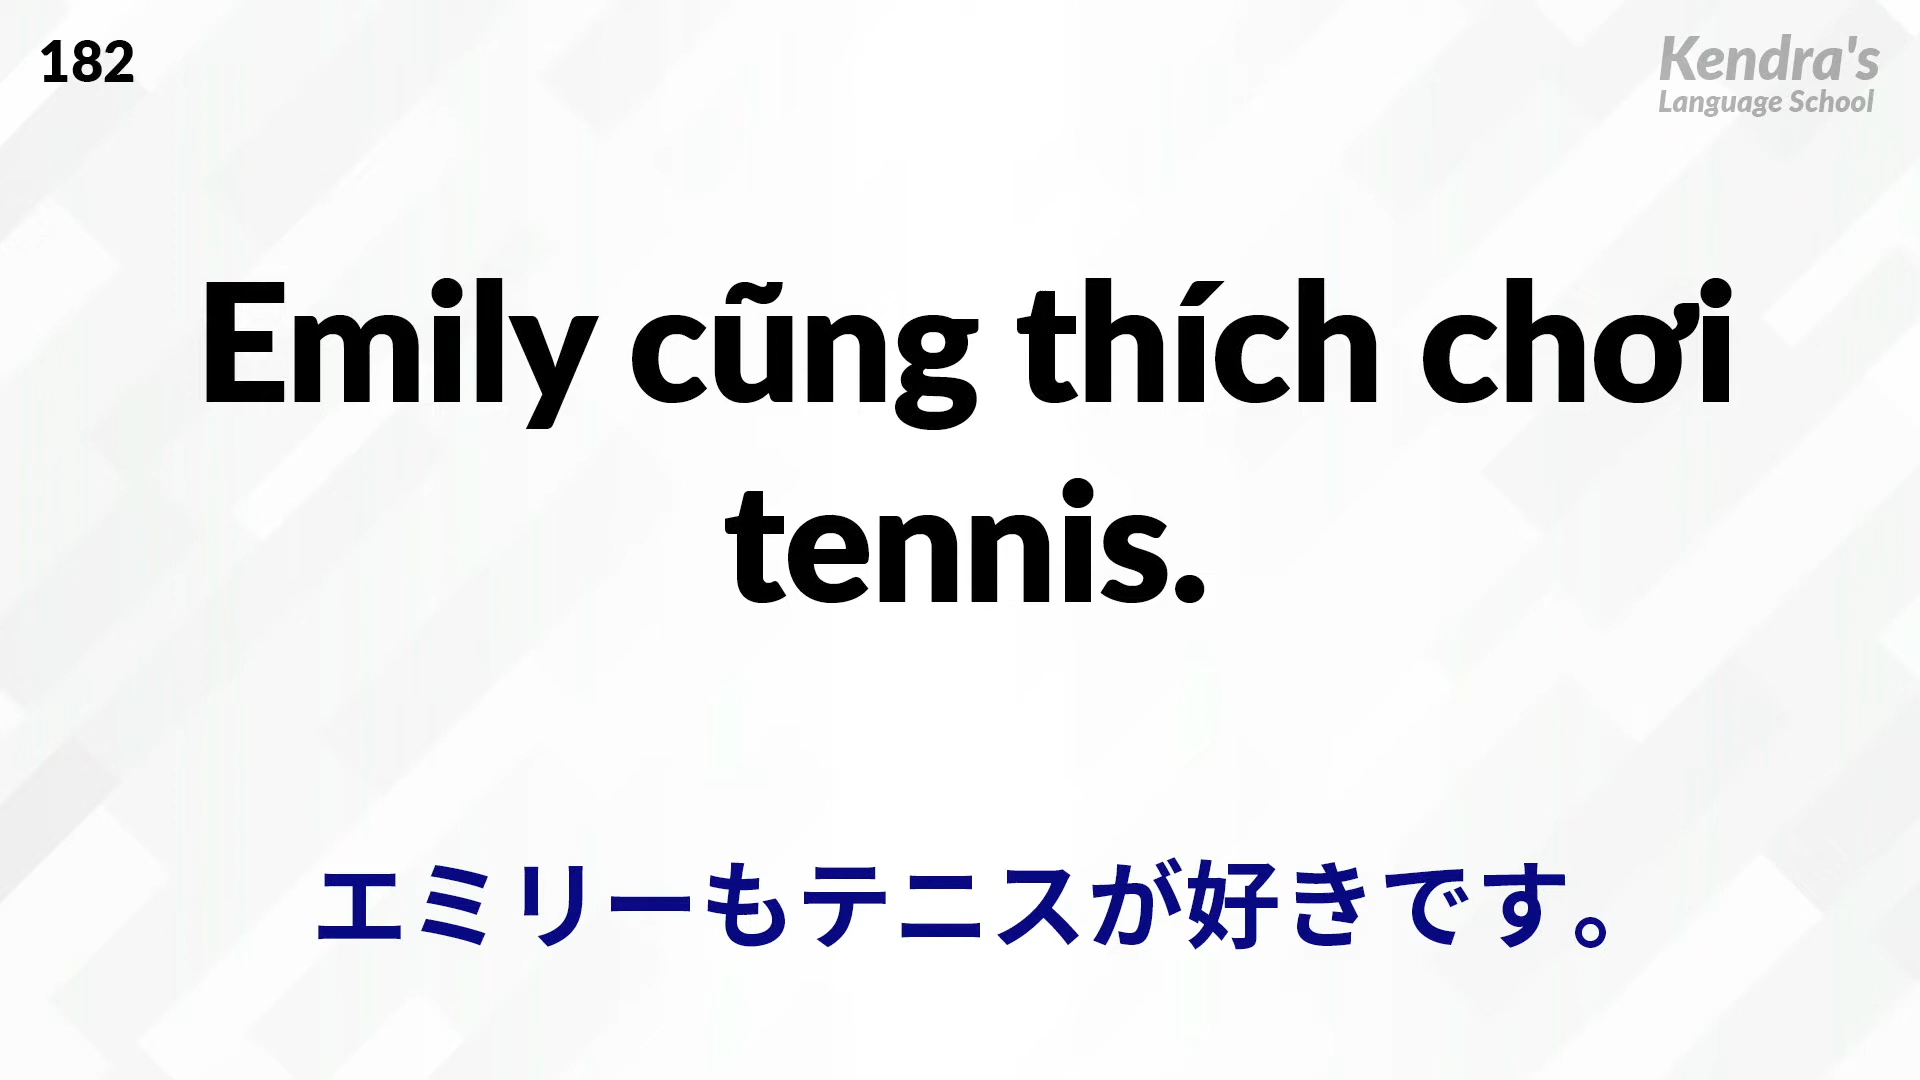 182
Kendra's
Language School
Emily cũng thích chơi
tennis.
エミリーもテニスが好きです。